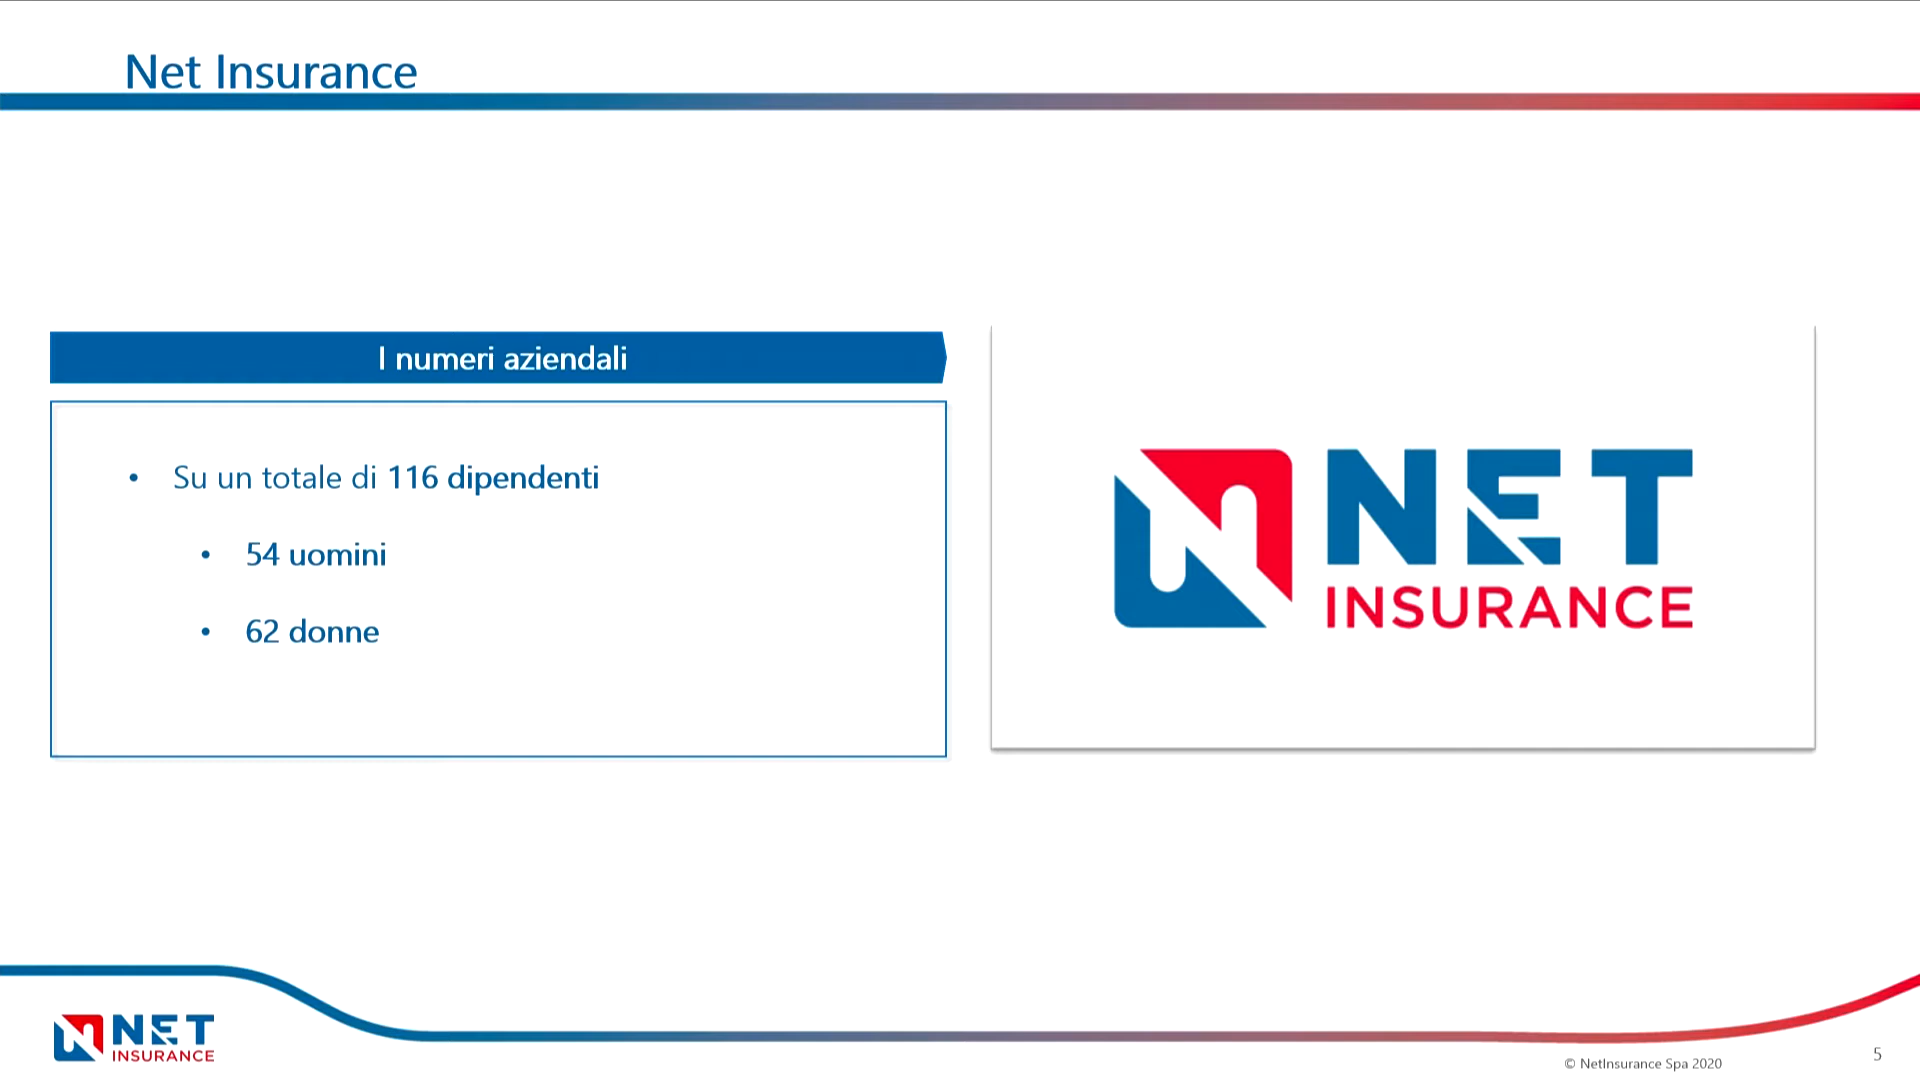 Net Insurance
I numeri aziendali
• Su un totale di 116 dipendenti
• 54 uomini
• 62 donne
NET
INSURANCE
NET
INSURANCE
© NetInsurance Spa 2020
5